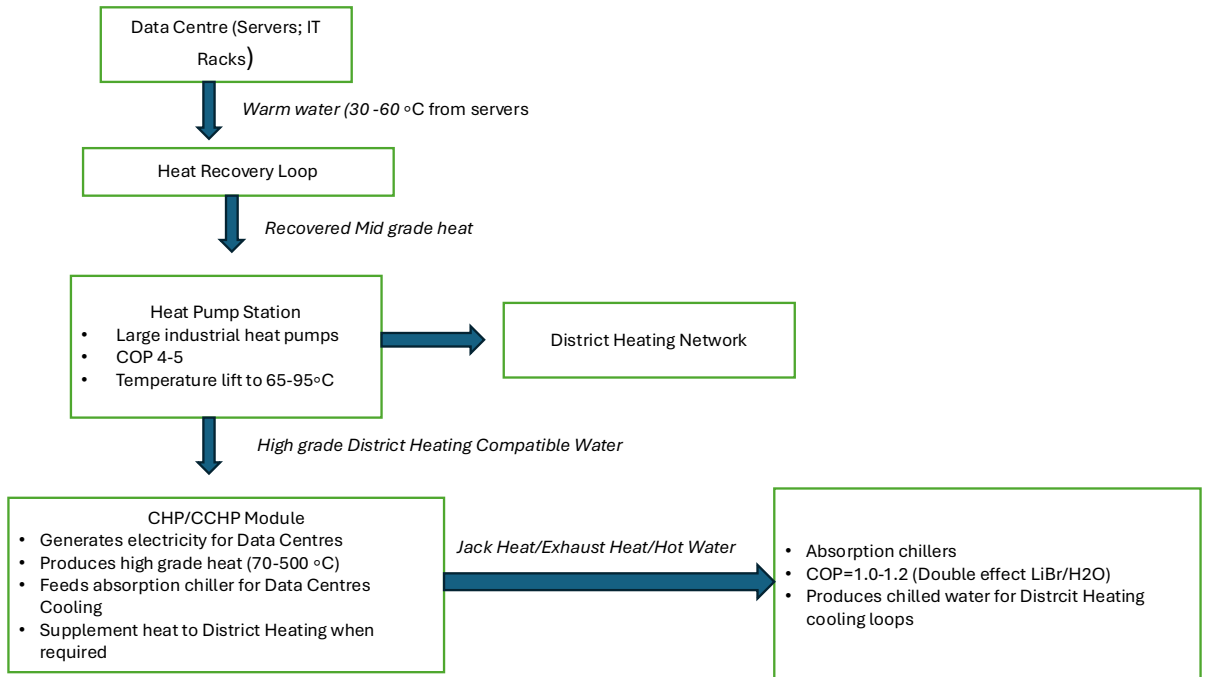 Data Centre (Servers; IT
Racks)
Warm water (30 -60 °C from servers
Heat Recovery Loop
Recovered Mid grade heat
Heat Pump Station
• Large industrial heat pumps
• COP 4-5
• Temperature lift to 65-95°C
District Heating Network
High grade District Heating Compatible Water
CHP/CCHP Module
• Generates electricity for Data Centres
• Produces high grade heat (70-500 °C)
• Feeds absorption chiller for Data Centres
Cooling
• Supplement heat to District Heating when
required
Jack Heat/Exhaust Heat/Hot Water
• Absorption chillers
• COP=1.0-1.2 (Double effect LiBr/H2O)
• Produces chilled water for Distrcit Heating
cooling loops